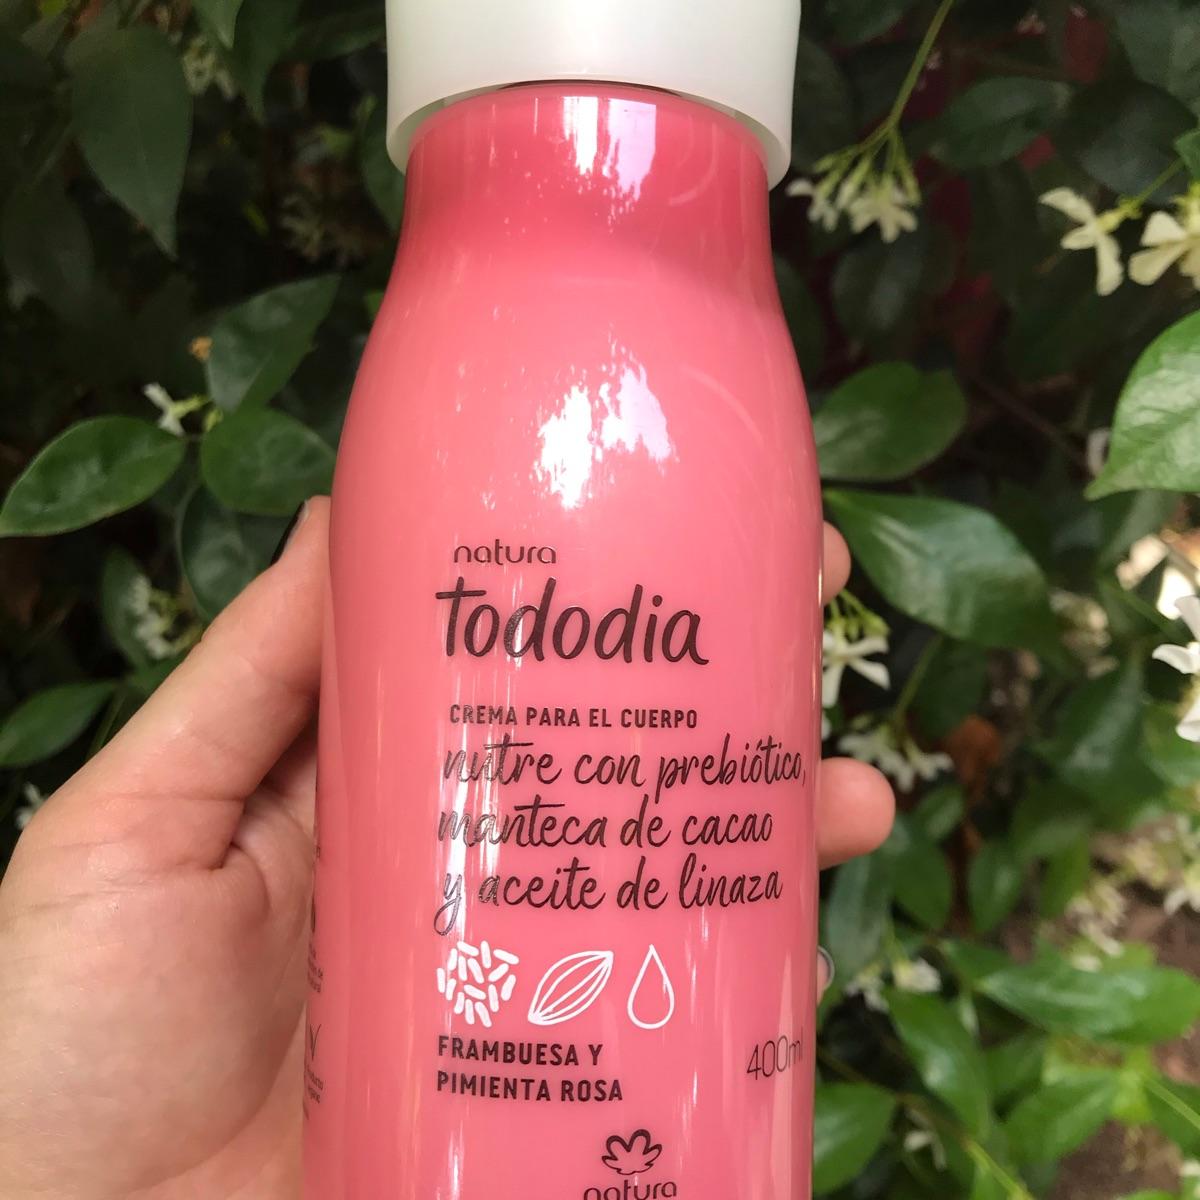 natura
tododia
CREMA PARA EL CUERPO
nutre con prebiótico,
manteca de cacao
y aceite de linaza
FRAMBUESA Y
PIMIENTA ROSA
400ml
natura